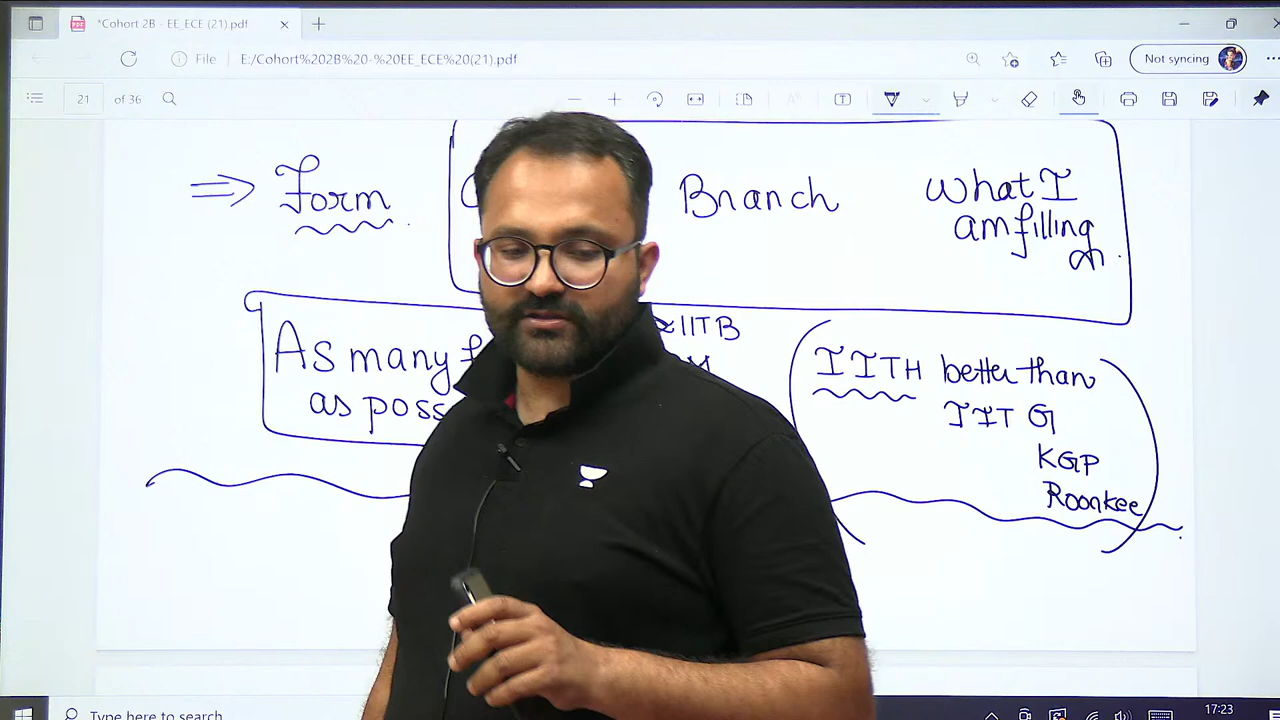 *Cohort 2B - EE_ECE (21).pdf
File E:/Cohort%202B%20-%20EE_ECE%20(21).pdf
Not syncing
21 of 36
⇒ Form Branch What I
am filling
As many ≈IITB
as poss
IITH better than
IIT G
KGP
Roorkee
Type here to search
17:23